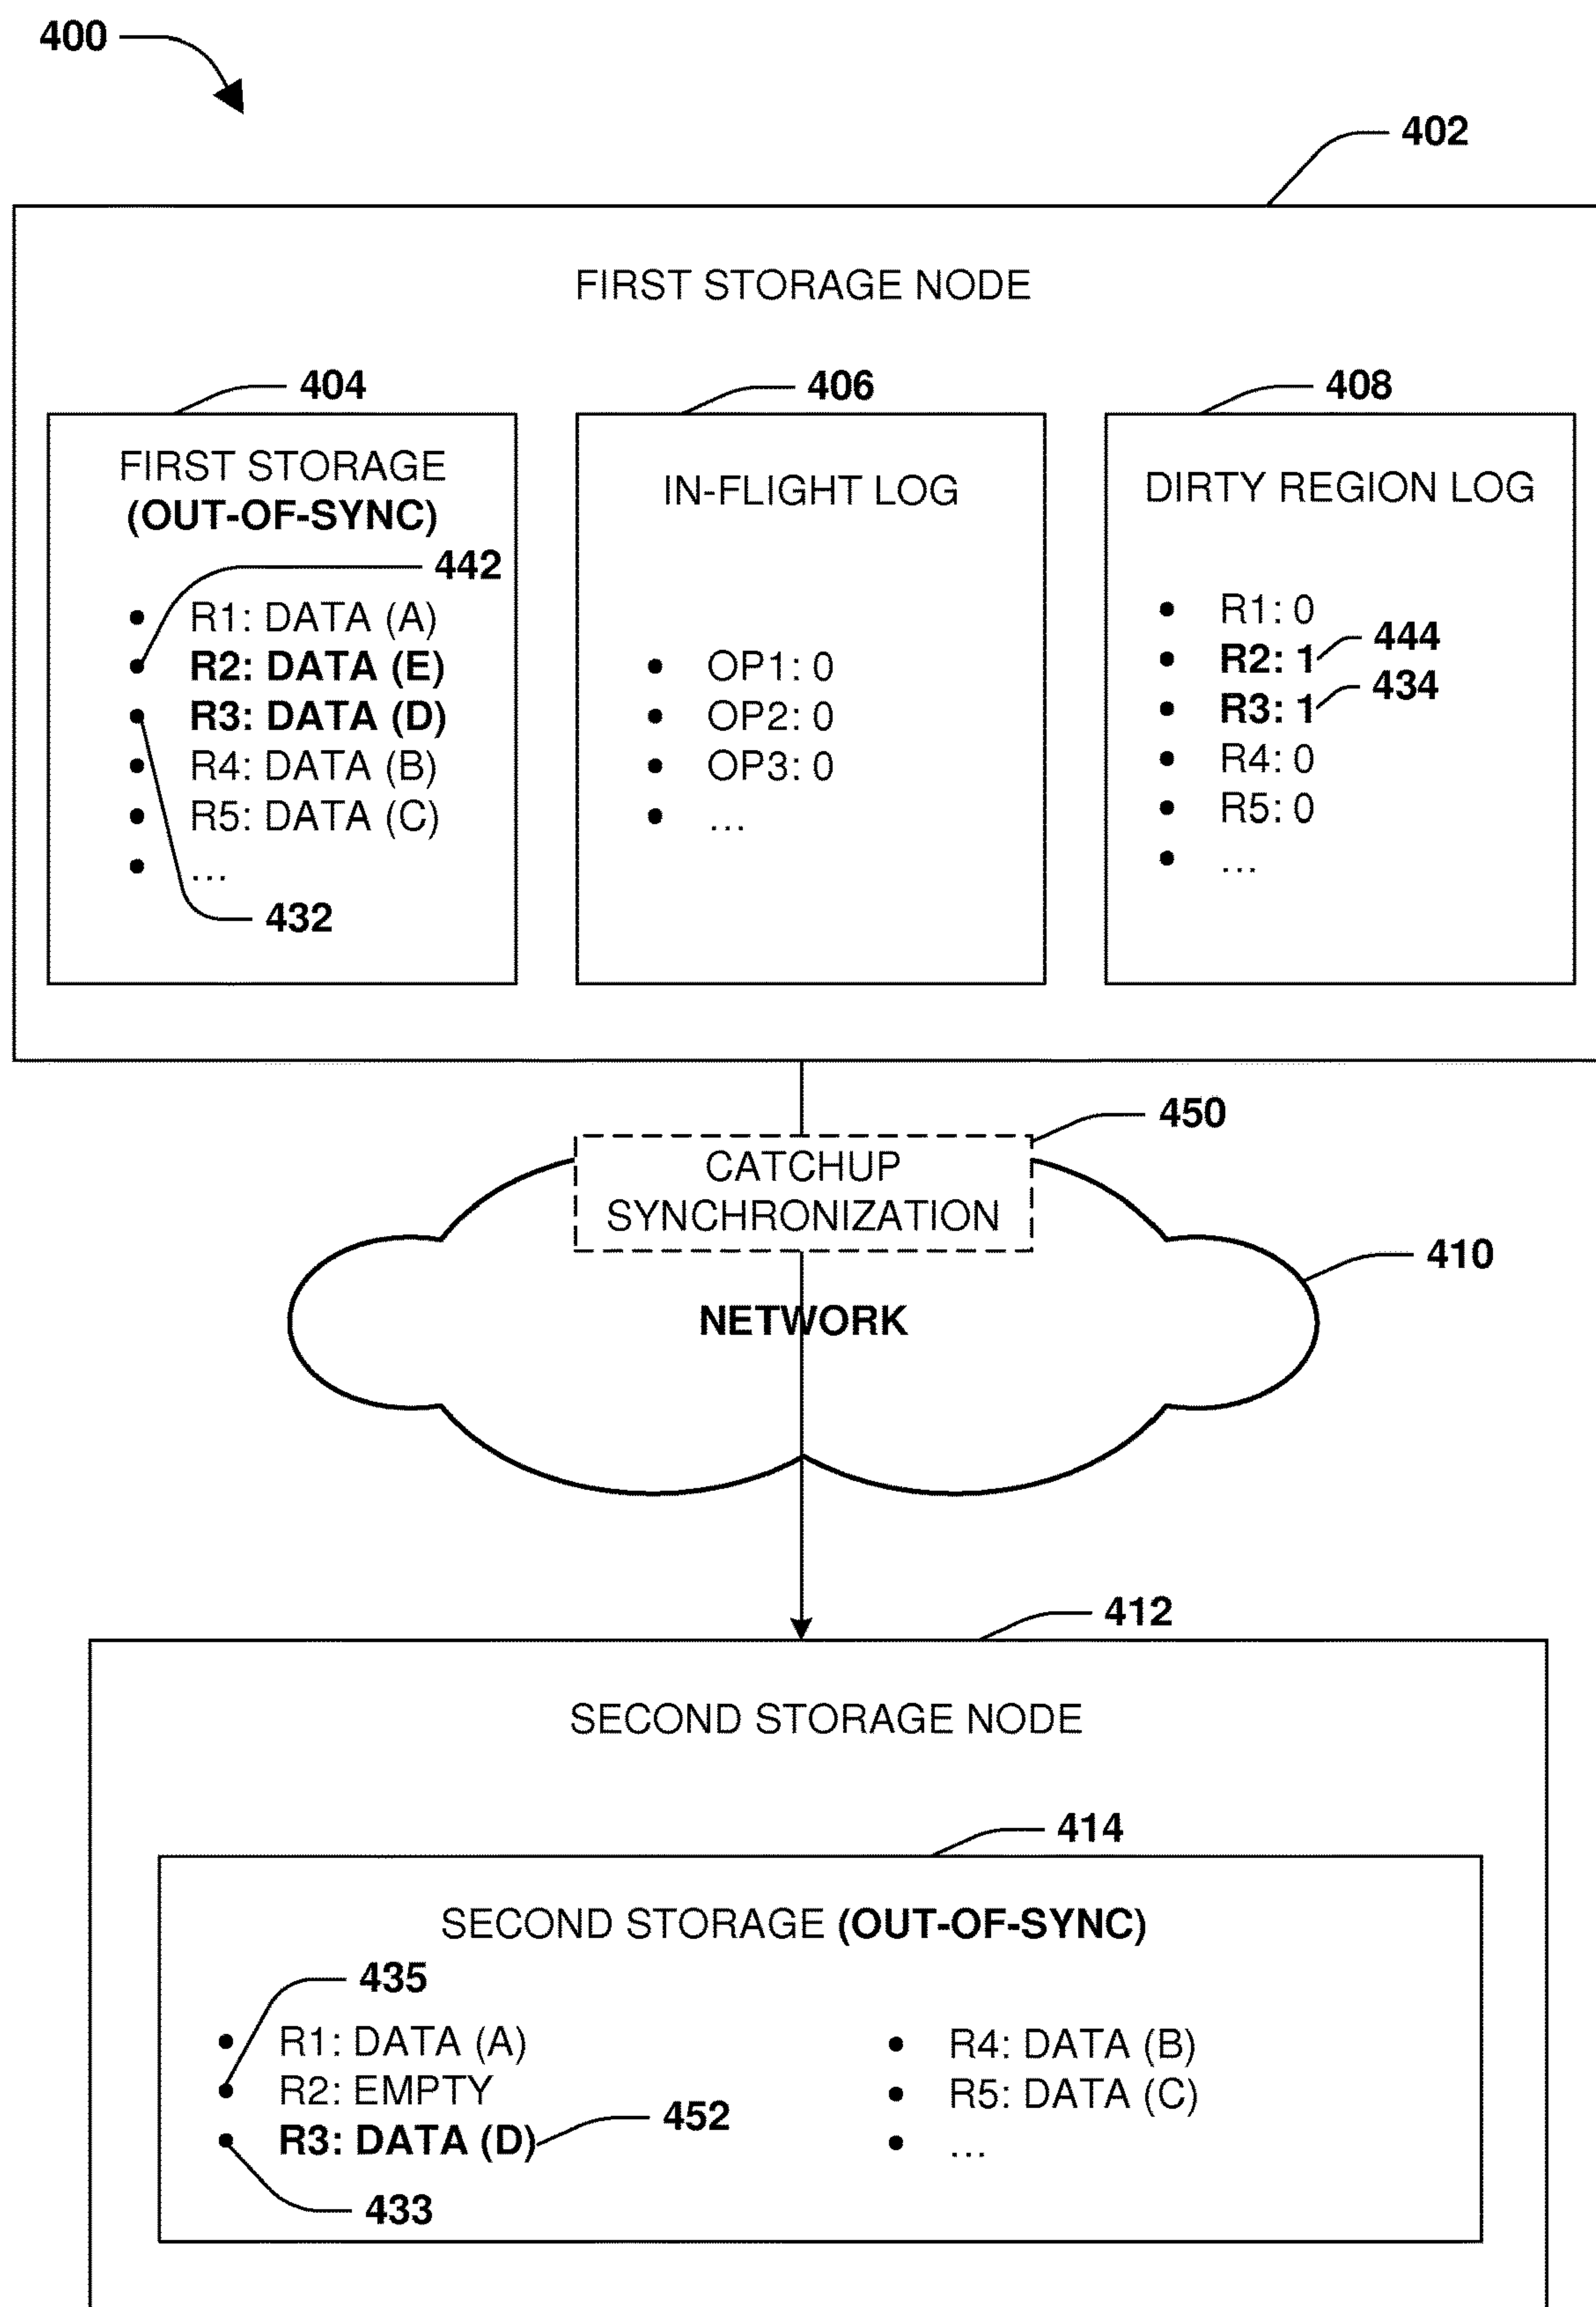 400
402
FIRST STORAGE NODE
404
FIRST STORAGE
(OUT-OF-SYNC)
442
• R1: DATA (A)
• R2: DATA (E)
• R3: DATA (D)
• R4: DATA (B)
• R5: DATA (C)
• ...
432
406
IN-FLIGHT LOG
• OP1: 0
• OP2: 0
• OP3: 0
• ...
408
DIRTY REGION LOG
• R1: 0
• R2: 1 444
• R3: 1 434
• R4: 0
• R5: 0
• ...
450
CATCHUP
SYNCHRONIZATION
410
NETWORK
412
SECOND STORAGE NODE
414
SECOND STORAGE (OUT-OF-SYNC)
435
• R1: DATA (A)
• R2: EMPTY
• R3: DATA (D) 452
433
• R4: DATA (B)
• R5: DATA (C)
• ...